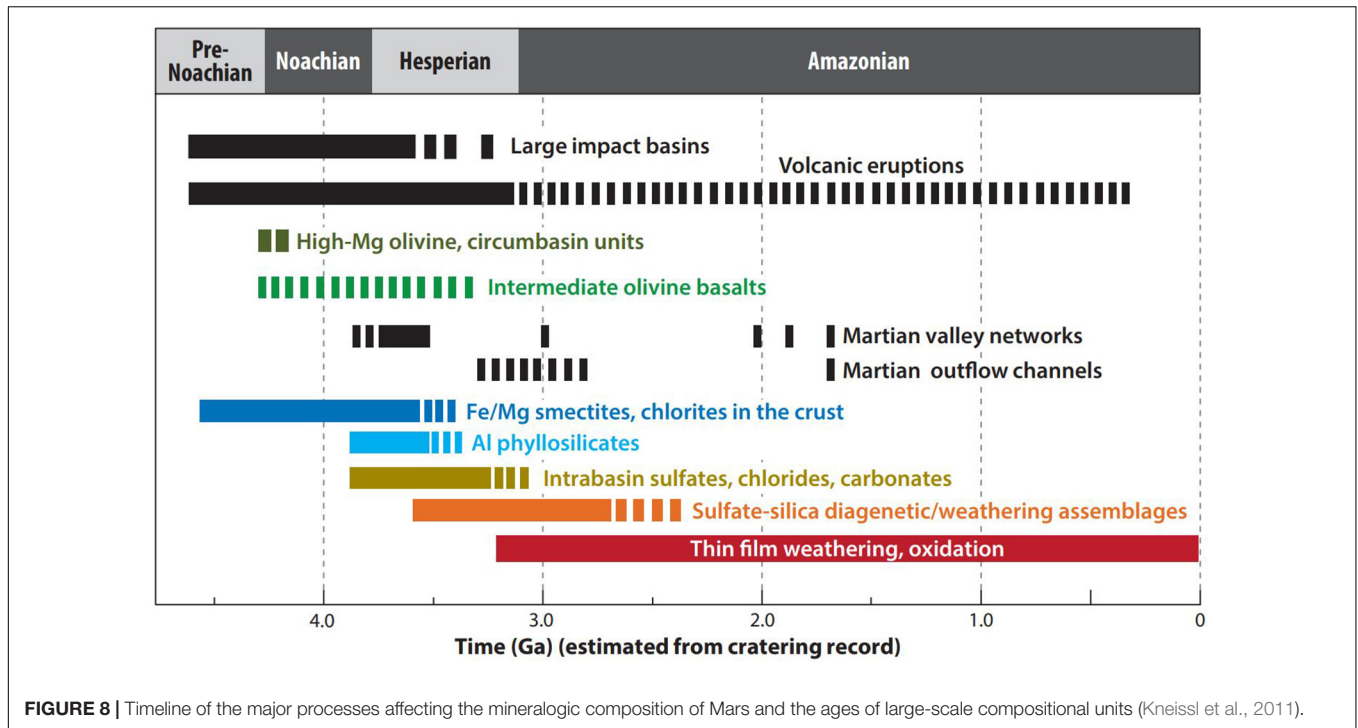 Pre-
Noachian
Noachian
Hesperian
Amazonian
Large impact basins
Volcanic eruptions
High-Mg olivine, circumbasin units
Intermediate olivine basalts
Martian valley networks
Martian outflow channels
Fe/Mg smectites, chlorites in the crust
Al phyllosilicates
Intrabasin sulfates, chlorides, carbonates
Sulfate-silica diagenetic/weathering assemblages
Thin film weathering, oxidation
4.0 3.0 2.0 1.0 0
Time (Ga) (estimated from cratering record)
FIGURE 8 | Timeline of the major processes affecting the mineralogic composition of Mars and the ages of large-scale compositional units (Kneissl et al., 2011).